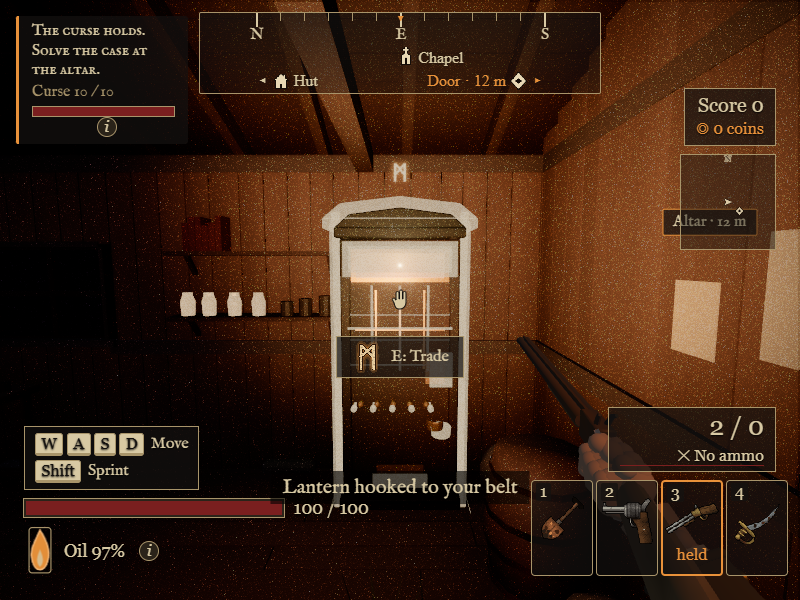 The curse holds.
Solve the case at
the altar.
Curse 10/10
i
N E S
Chapel
Hut
Door · 12 m
Score 0
0 coins
Altar · 12 m
E: Trade
2 / 0
No ammo
W A S D Move
Shift Sprint
Lantern hooked to your belt
100/100
Oil 97% i
1 2 3 4
held